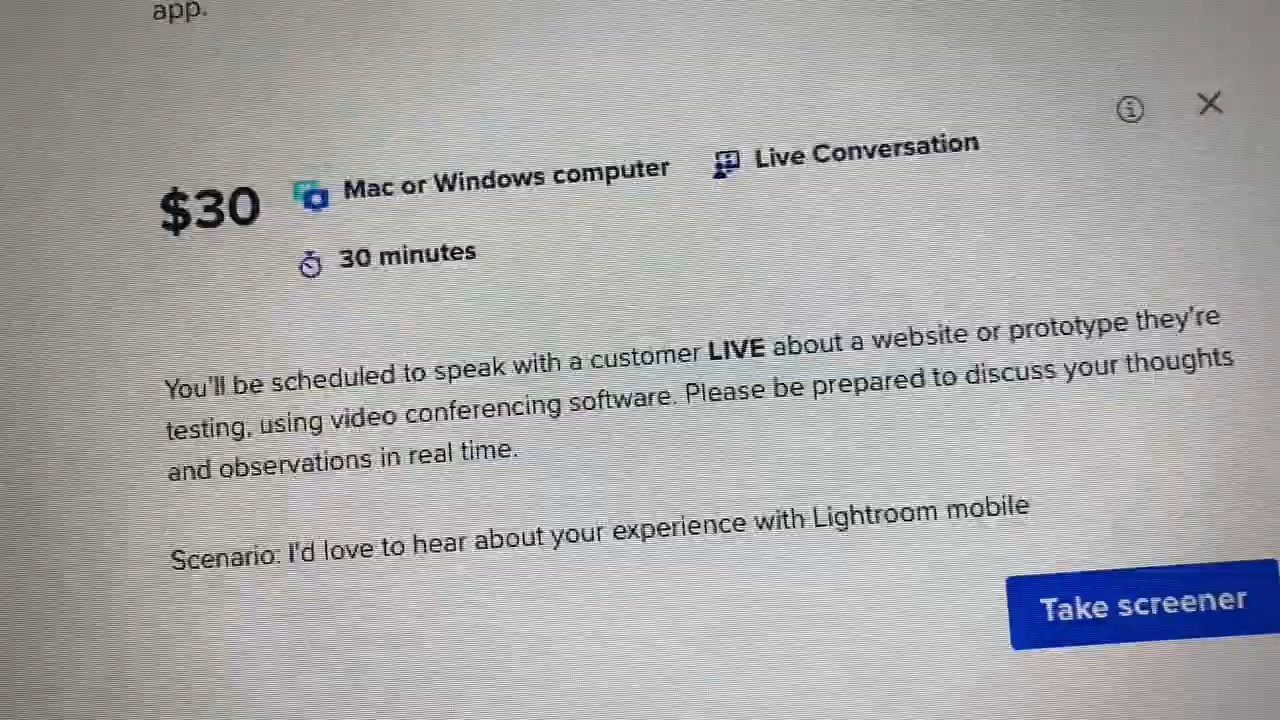 app.
$30
Mac or Windows computer
Live Conversation
30 minutes
You'll be scheduled to speak with a customer LIVE about a website or prototype they're
testing, using video conferencing software. Please be prepared to discuss your thoughts
and observations in real time.
Scenario: I'd love to hear about your experience with Lightroom mobile
Take screener